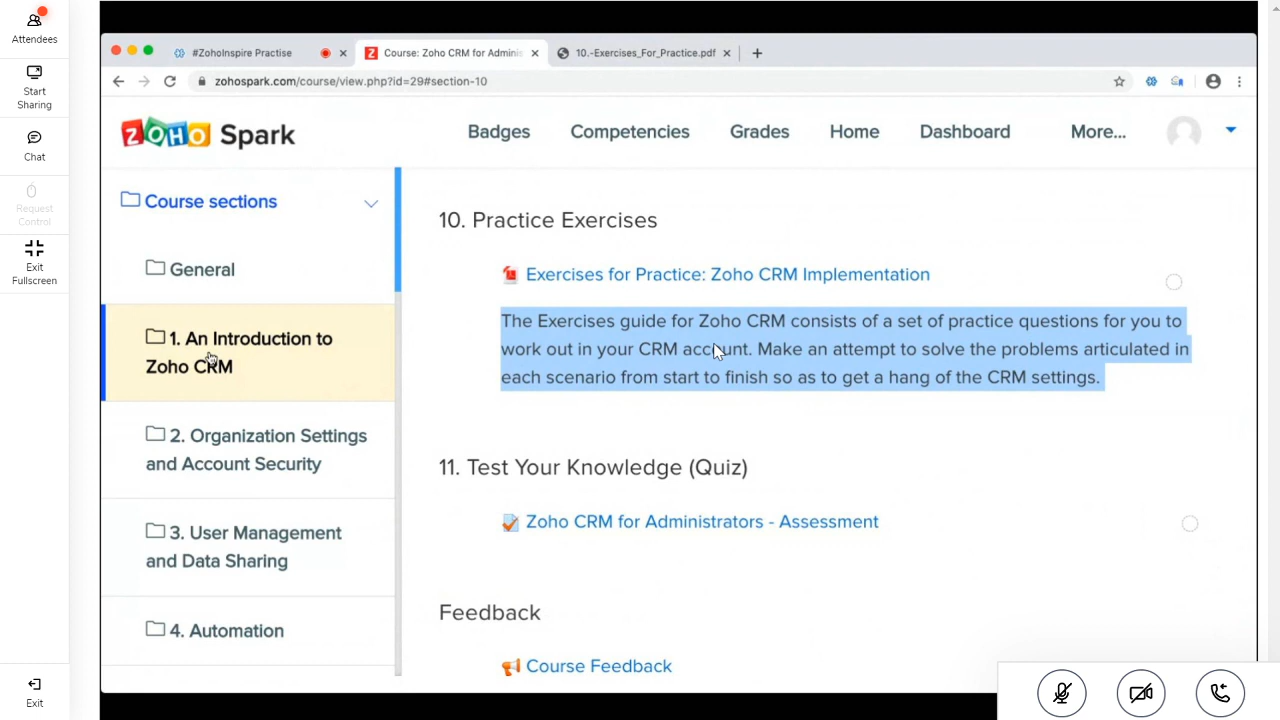 Attendees
Start
Sharing
Chat
Request
Control
Exit
Fullscreen
Exit
#ZohoInspire Practise
Course: Zoho CRM for Adminis
10.-Exercises_For_Practice.pdf
zohospark.com/course/view.php?id=29#section-10
ZOHO Spark
Badges
Competencies
Grades
Home
Dashboard
More...
Course sections
General
1. An Introduction to
Zoho CRM
2. Organization Settings
and Account Security
3. User Management
and Data Sharing
4. Automation
10. Practice Exercises
Exercises for Practice: Zoho CRM Implementation
The Exercises guide for Zoho CRM consists of a set of practice questions for you to
work out in your CRM account. Make an attempt to solve the problems articulated in
each scenario from start to finish so as to get a hang of the CRM settings.
11. Test Your Knowledge (Quiz)
Zoho CRM for Administrators - Assessment
Feedback
Course Feedback